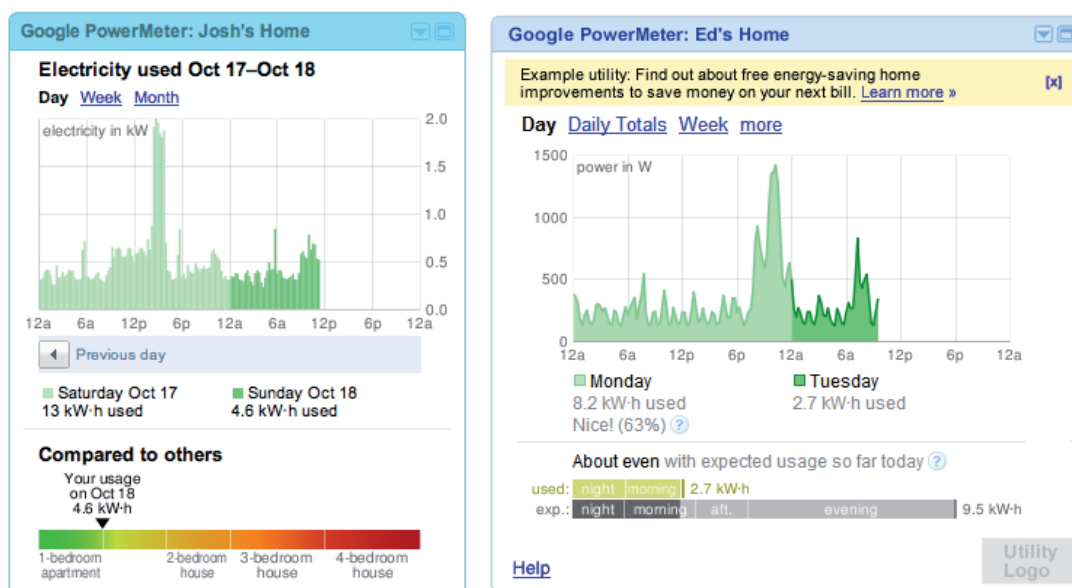 Google PowerMeter: Josh's Home
Electricity used Oct 17–Oct 18
Day Week Month
electricity in kW
2.0
1.5
1.0
0.5
0.0
12a 6a 12p 6p 12a 6a 12p 6p 12a
Previous day
Saturday Oct 17
13 kW·h used
Sunday Oct 18
4.6 kW·h used
Compared to others
Your usage
on Oct 18
4.6 kW·h
1-bedroom
apartment
2-bedroom
house
3-bedroom
house
4-bedroom
house
Google PowerMeter: Ed's Home
Example utility: Find out about free energy-saving home
improvements to save money on your next bill. Learn more »
[x]
Day Daily Totals Week more
power in W
1500
1000
500
0
12a 6a 12p 6p 12a 6a 12p 6p 12a
Monday
8.2 kW·h used
Nice! (63%) ?
Tuesday
2.7 kW·h used
About even with expected usage so far today ?
used: night morning 2.7 kW·h
exp.: night morning aft. evening 9.5 kW·h
Help
Utility
Logo